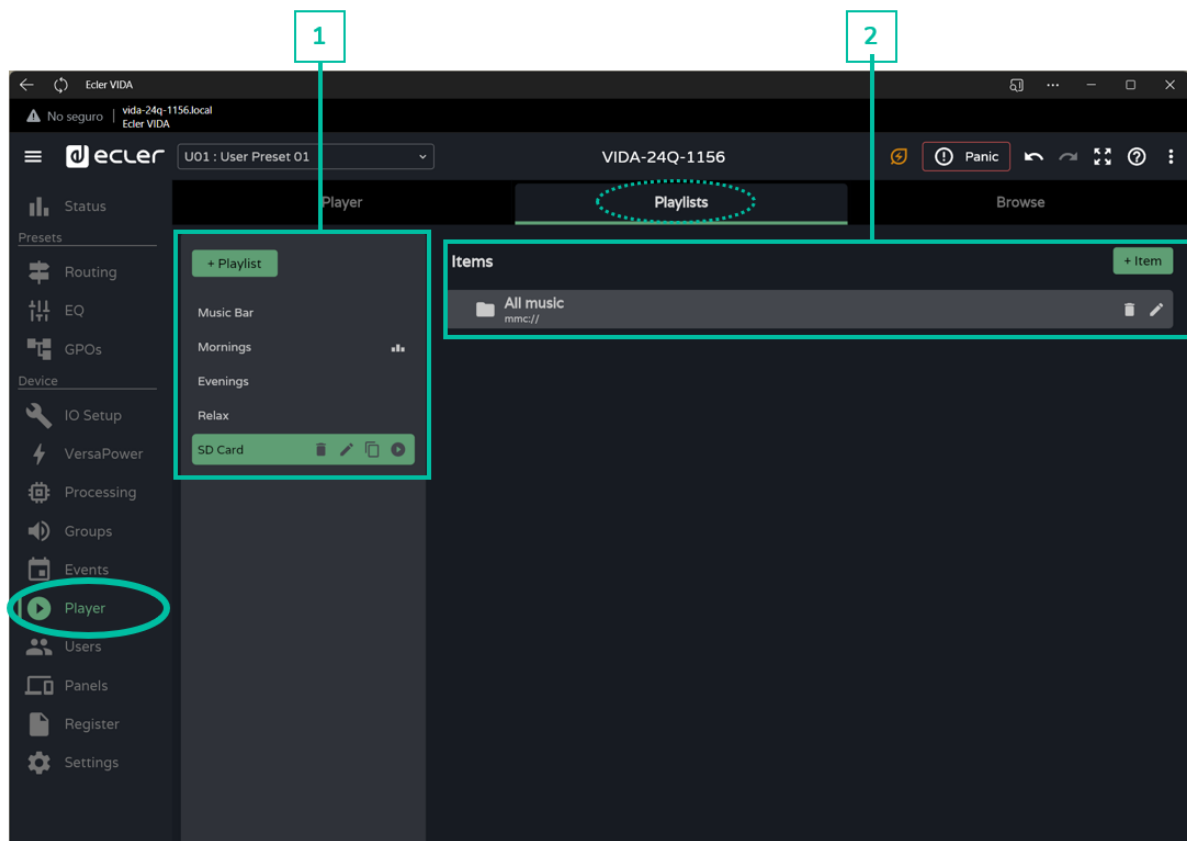 1
2
Ecler VIDA
No seguro
vida-24q-1156.local
Ecler VIDA
ecler
U01 : User Preset 01
VIDA-24Q-1156
Panic
Status
Presets
Routing
EQ
GPOs
Device
IO Setup
VersaPower
Processing
Groups
Events
Player
Users
Panels
Register
Settings
Player
Playlists
Browse
+ Playlist
Music Bar
Mornings
Evenings
Relax
SD Card
Items
+ Item
All music
mmc://